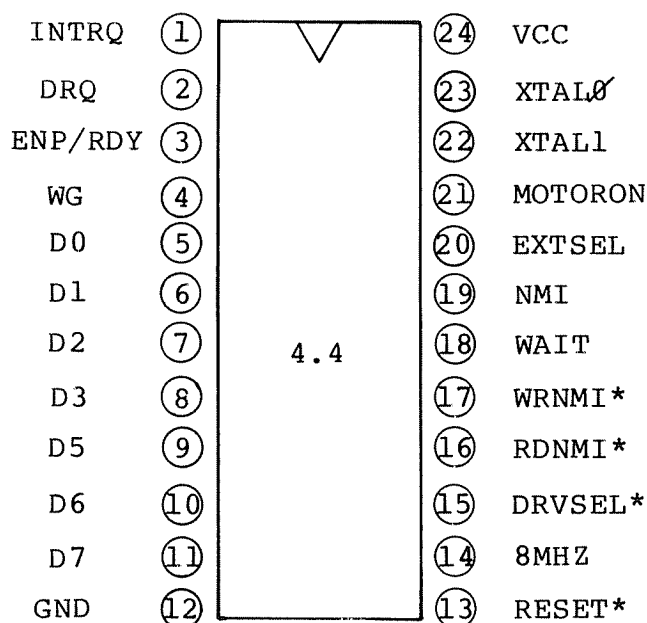 INTRQ 1 24 VCC
DRQ 2 23 XTAL0
ENP/RDY 3 22 XTAL1
WG 4 21 MOTORON
D0 5 20 EXTSEL
D1 6 19 NMI
D2 7 4.4 18 WAIT
D3 8 17 WRNMI*
D5 9 16 RDNMI*
D6 10 15 DRVSEL*
D7 11 14 8MHZ
GND 12 13 RESET*